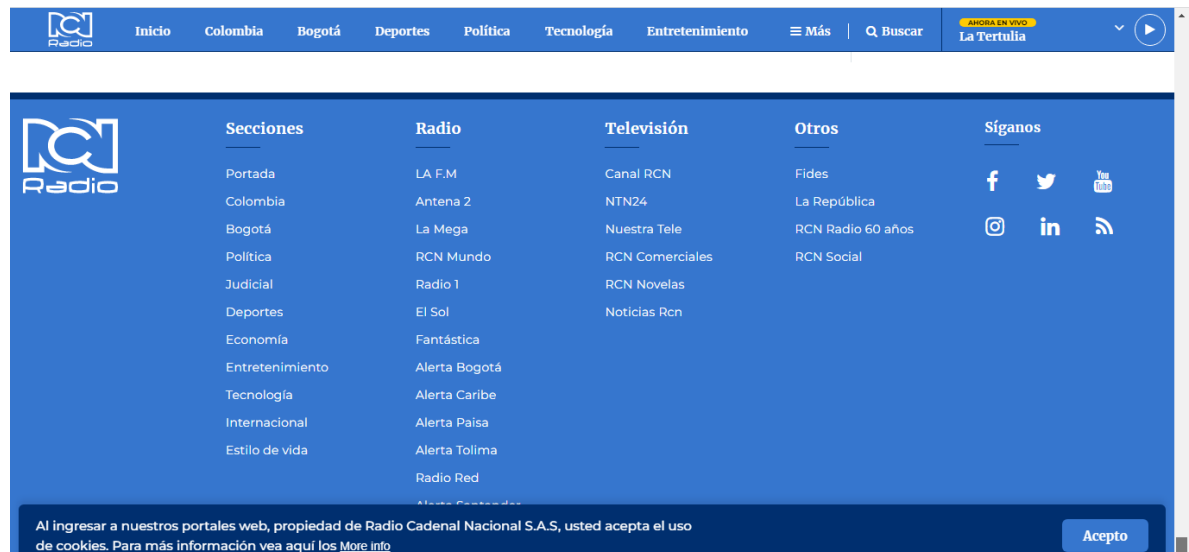 RCN
Radio
Inicio
Colombia
Bogotá
Deportes
Política
Tecnología
Entretenimiento
Más
Buscar
AHORA EN VIVO
La Tertulia
RCN
Radio
Secciones
Portada
Colombia
Bogotá
Política
Judicial
Deportes
Economía
Entretenimiento
Tecnología
Internacional
Estilo de vida
Radio
LA F.M
Antena 2
La Mega
RCN Mundo
Radio 1
El Sol
Fantástica
Alerta Bogotá
Alerta Caribe
Alerta Paisa
Alerta Tolima
Radio Red
Alerta Santander
Televisión
Canal RCN
NTN24
Nuestra Tele
RCN Comerciales
RCN Novelas
Noticias Rcn
Otros
Fides
La República
RCN Radio 60 años
RCN Social
Síganos
You
Tube
in
Al ingresar a nuestros portales web, propiedad de Radio Cadenal Nacional S.A.S, usted acepta el uso
de cookies. Para más información vea aquí los More info
Acepto